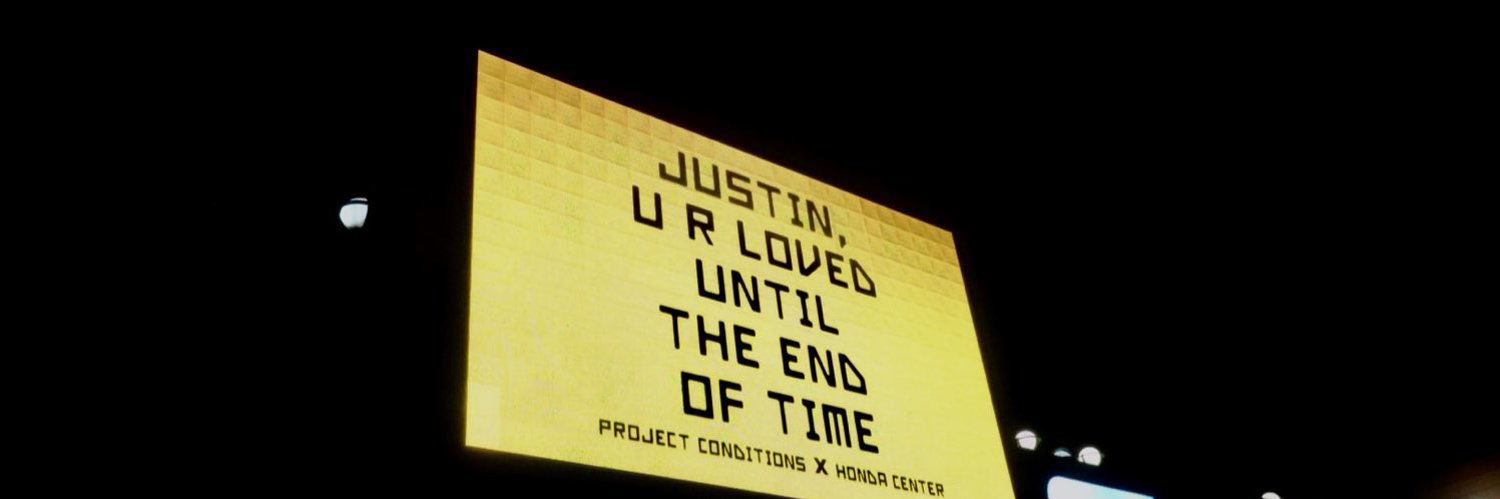 JUSTIN,
U R LOVED
UNTIL
THE END
OF TIME
PROJECT CONDITIONS X HONDA CENTER